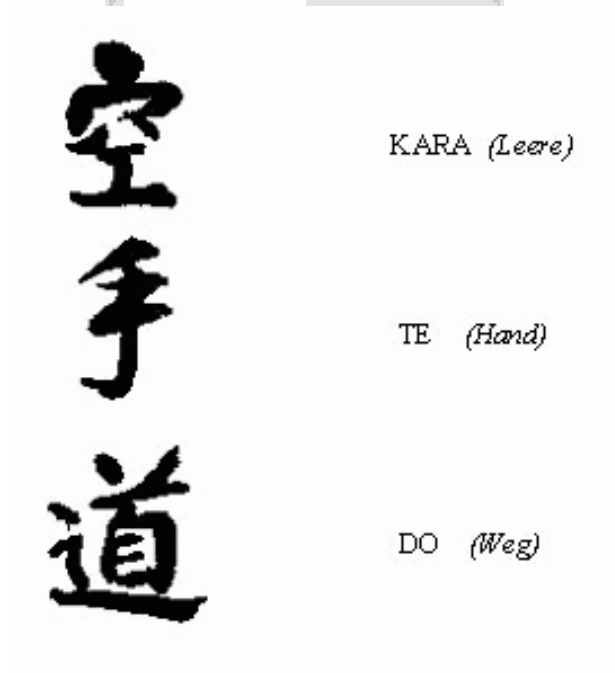 空 KARA (Leere)
手 TE (Hand)
道 DO (Weg)